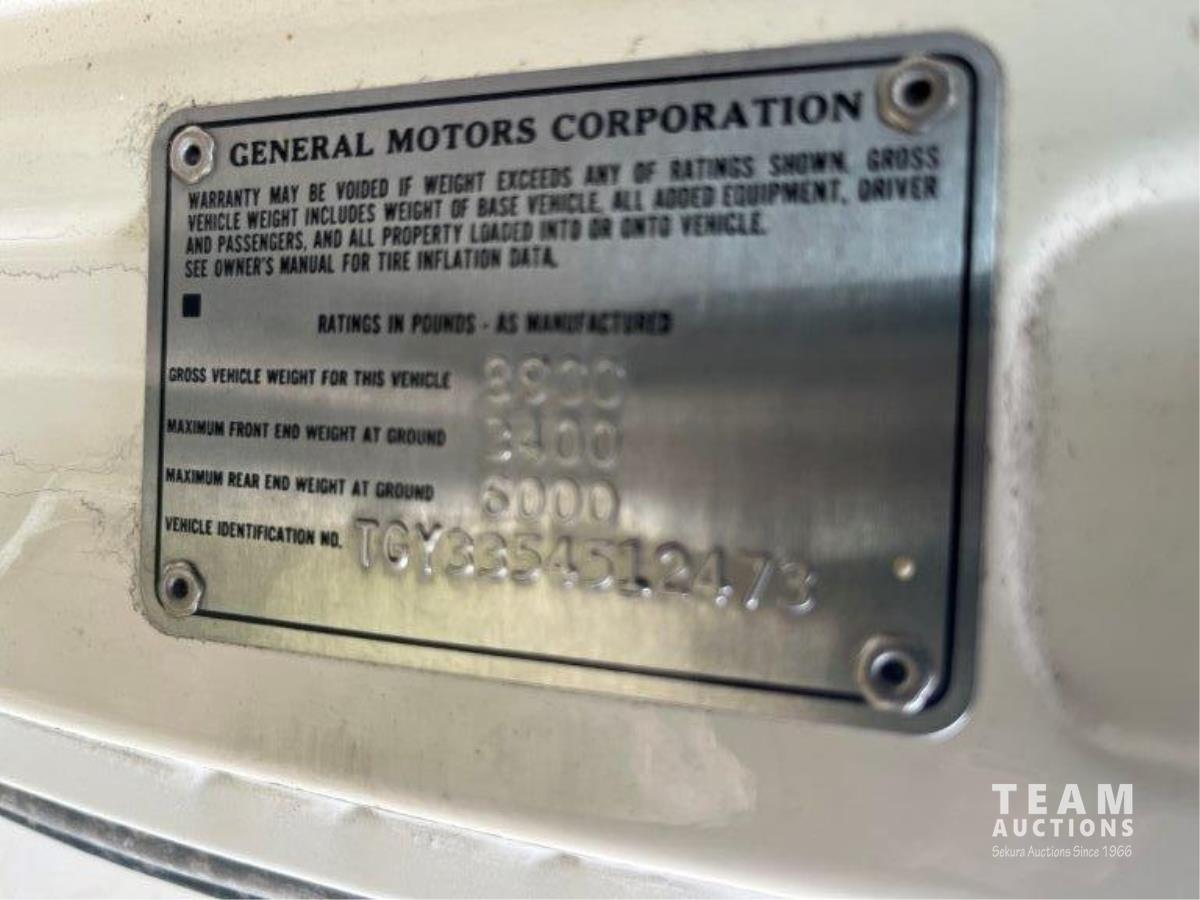 GENERAL MOTORS CORPORATION
WARRANTY MAY BE VOIDED IF WEIGHT EXCEEDS ANY OF RATINGS SHOWN. GROSS
VEHICLE WEIGHT INCLUDES WEIGHT OF BASE VEHICLE, ALL ADDED EQUIPMENT, DRIVER
AND PASSENGERS, AND ALL PROPERTY LOADED INTO OR ONTO VEHICLE.
SEE OWNER'S MANUAL FOR TIRE INFLATION DATA.
RATINGS IN POUNDS - AS MANUFACTURED
GROSS VEHICLE WEIGHT FOR THIS VEHICLE
MAXIMUM FRONT END WEIGHT AT GROUND
MAXIMUM REAR END WEIGHT AT GROUND 6000
VEHICLE IDENTIFICATION NO. TGY3354512473
TEAM
AUCTIONS
Sekura Auctions Since 1966